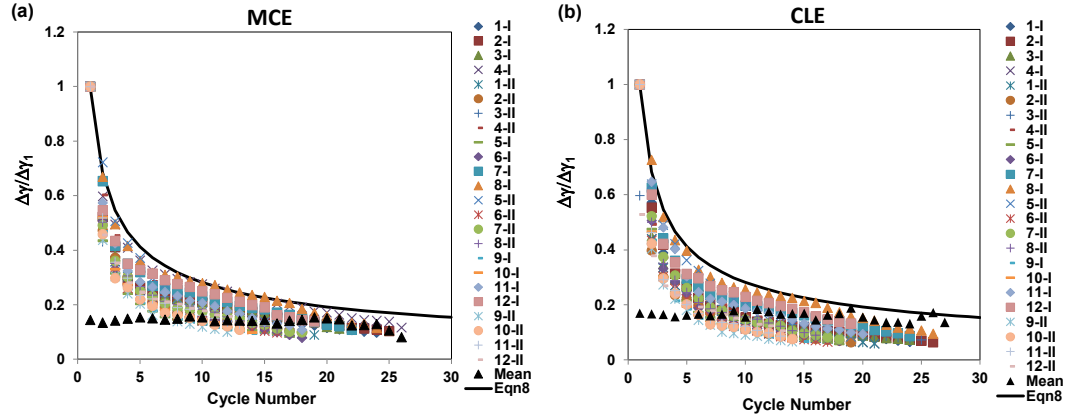 (a)
MCE
Δγ/Δγ1
1.2
1
0.8
0.6
0.4
0.2
0
0 5 10 15 20 25 30
Cycle Number
1-I
2-I
3-I
4-I
1-II
2-II
3-II
4-II
5-I
6-I
7-I
8-I
5-II
6-II
7-II
8-II
9-I
10-I
11-I
12-I
9-II
10-II
11-II
12-II
Mean
Eqn8
(b)
CLE
Δγ/Δγ1
1.2
1
0.8
0.6
0.4
0.2
0
0 5 10 15 20 25 30
Cycle Number
1-I
2-I
3-I
4-I
1-II
2-II
3-II
4-II
5-I
6-I
7-I
8-I
5-II
6-II
7-II
8-II
9-I
10-I
11-I
12-I
9-II
10-II
11-II
12-II
Mean
Eqn8